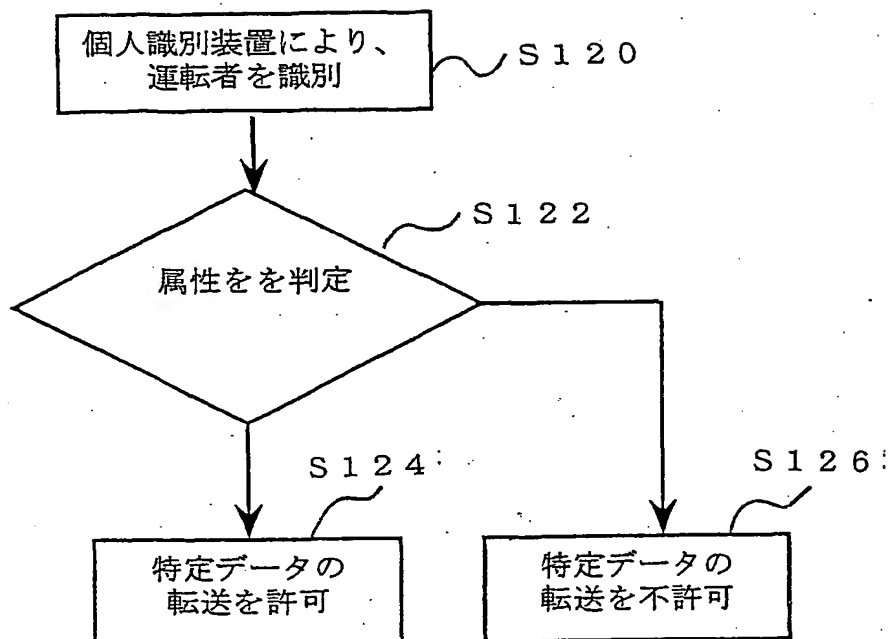 個人識別装置により、
運転者を識別
S120
S122
属性をを判定
S124
S126
特定データの
転送を許可
特定データの
転送を不許可